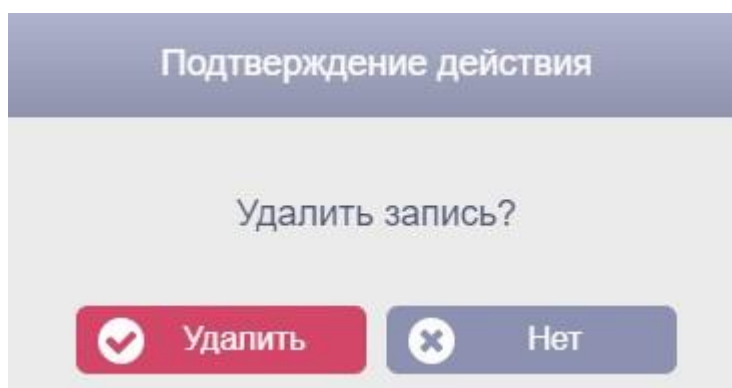 Подтверждение действия
Удалить запись?
Удалить
Нет